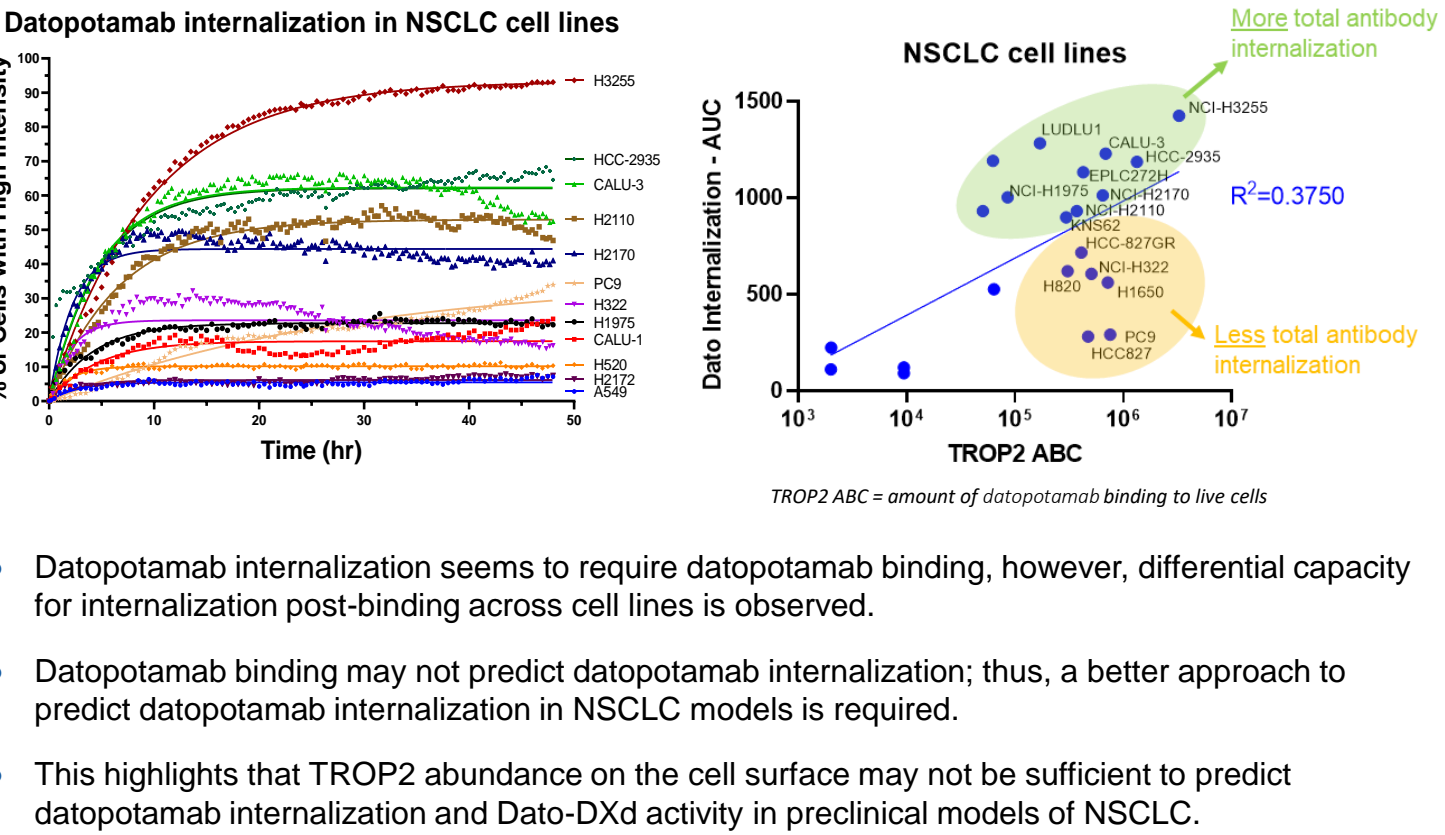 Datopotamab internalization in NSCLC cell lines
% of Cells with High Intensity
100
90
80
70
60
50
40
30
20
10
0
0
10
20
30
40
50
Time (hr)
H3255
HCC-2935
CALU-3
H2110
H2170
PC9
H322
H1975
CALU-1
H520
H2172
A549
More total antibody
internalization
NSCLC cell lines
Dato Internalization - AUC
1500
1000
500
0
10³
10⁴
10⁵
10⁶
10⁷
TROP2 ABC
NCI-H3255
LUDLU1
CALU-3
HCC-2935
EPLC272H
NCI-H1975
NCI-H2170
NCI-H2110
KNS62
HCC-827GR
NCI-H322
H820
H1650
PC9
HCC827
R²=0.3750
Less total antibody
internalization
TROP2 ABC = amount of datopotamab binding to live cells
• Datopotamab internalization seems to require datopotamab binding, however, differential capacity
for internalization post-binding across cell lines is observed.
• Datopotamab binding may not predict datopotamab internalization; thus, a better approach to
predict datopotamab internalization in NSCLC models is required.
• This highlights that TROP2 abundance on the cell surface may not be sufficient to predict
datopotamab internalization and Dato-DXd activity in preclinical models of NSCLC.